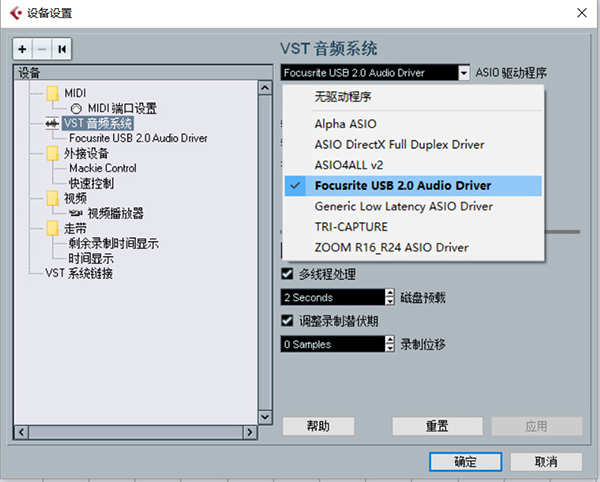 设备设置
设备
MIDI
MIDI 端口设置
VST 音频系统
Focusrite USB 2.0 Audio Driver
外接设备
Mackie Control
快速控制
视频
视频播放器
走带
剩余录制时间显示
时间显示
VST 系统链接
VST 音频系统
Focusrite USB 2.0 Audio Driver
ASIO 驱动程序
无驱动程序
Alpha ASIO
ASIO DirectX Full Duplex Driver
ASIO4ALL v2
Focusrite USB 2.0 Audio Driver
Generic Low Latency ASIO Driver
TRI-CAPTURE
ZOOM R16_R24 ASIO Driver
多线程处理
2 Seconds
磁盘预载
调整录制潜伏期
0 Samples
录制位移
帮助
重置
应用
确定
取消